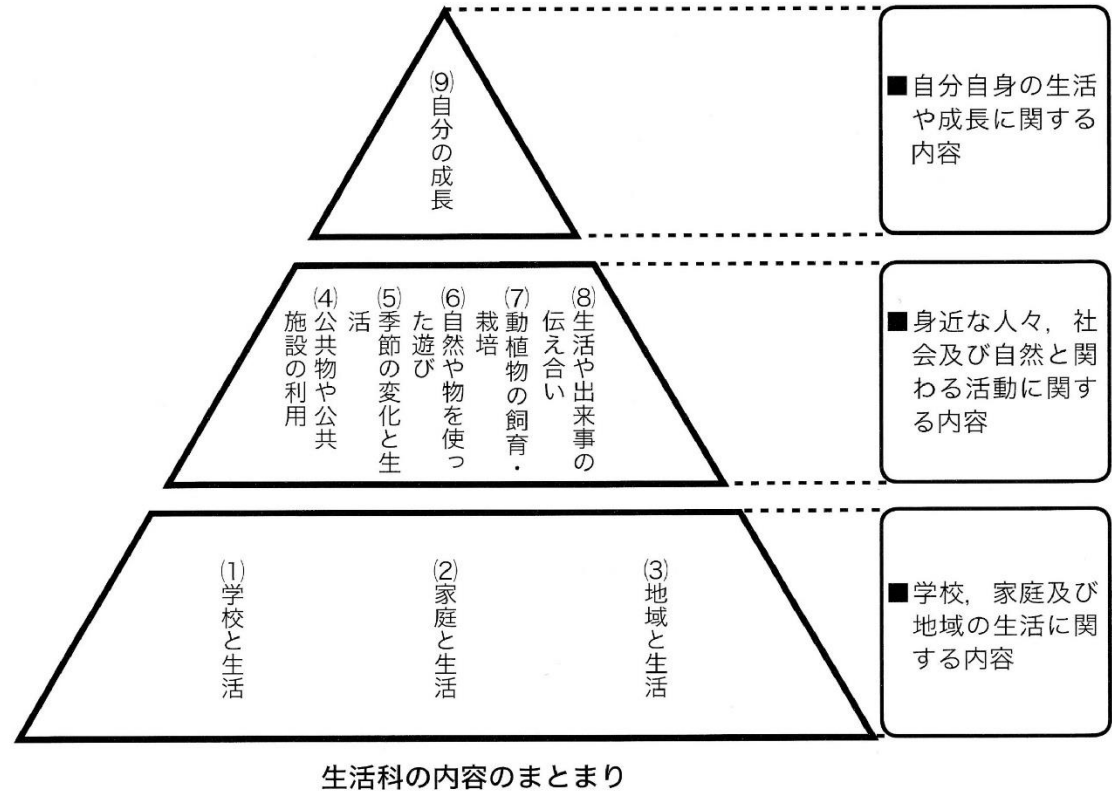 (9)自分の成長
■自分自身の生活
や成長に関する
内容
(8)生活や出来事の
伝え合い
(7)動植物の飼育・
栽培
(6)自然や物を使っ
た遊び
(5)季節の変化と生
活
(4)公共物や公共
施設の利用
■身近な人々，社
会及び自然と関
わる活動に関す
る内容
(1)学校と生活
(2)家庭と生活
(3)地域と生活
■学校，家庭及び
地域の生活に関
する内容
生活科の内容のまとまり